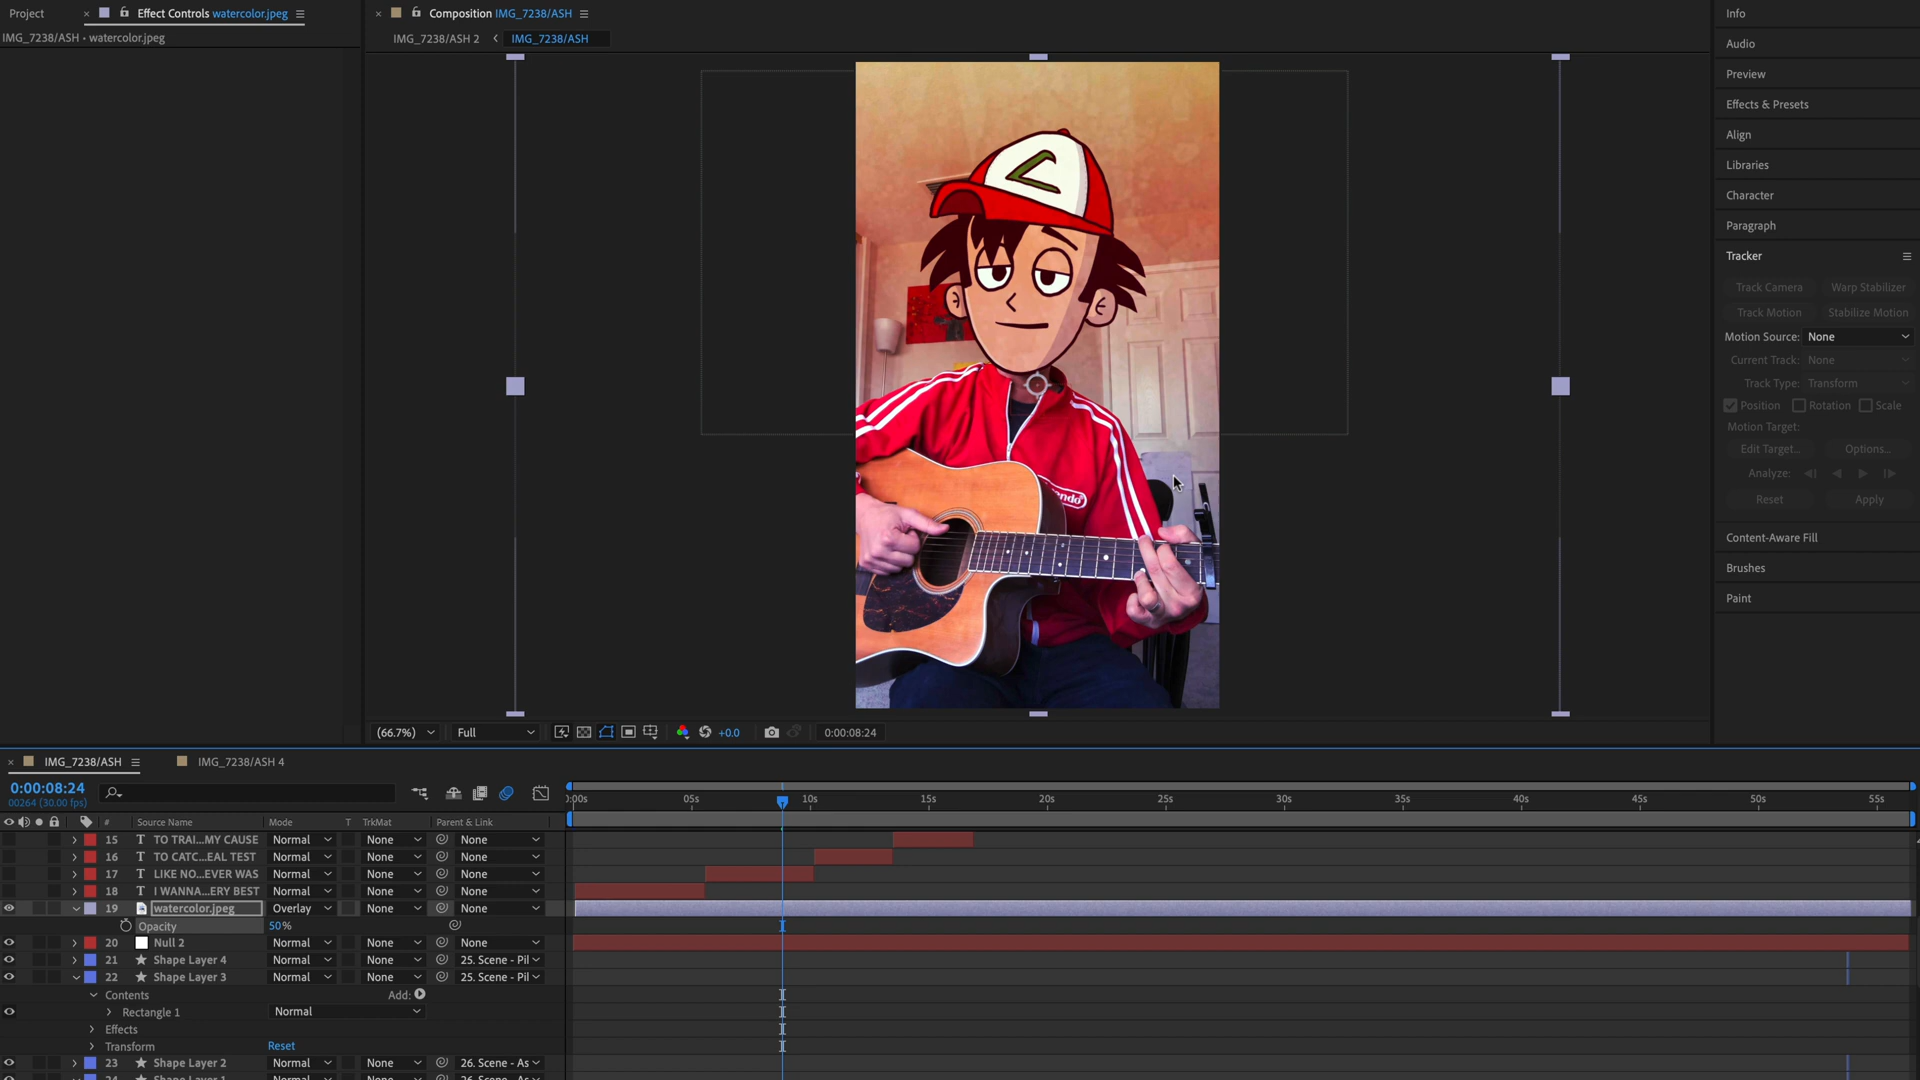 Project
Effect Controls watercolor.jpeg
IMG_7238/ASH • watercolor.jpeg
Composition IMG_7238/ASH
IMG_7238/ASH 2
IMG_7238/ASH
Info
Audio
Preview
Effects & Presets
Align
Libraries
Character
Paragraph
Tracker
Track Camera Warp Stabilizer
Track Motion Stabilize Motion
Motion Source: None
Current Track: None
Track Type: Transform
Position Rotation Scale
Motion Target:
Edit Target... Options...
Analyze:
Reset Apply
Content-Aware Fill
Brushes
Paint
ndo
(66.7%) Full +0.0 0:00:08:24
IMG_7238/ASH IMG_7238/ASH 4
0:00:08:24
00264 (30.00 fps)
:00s 05s 10s 15s 20s 25s 30s 35s 40s 45s 50s 55s
# Source Name Mode T TrkMat Parent & Link
15 T TO TRAI...MY CAUSE Normal None None
16 T TO CATC...EAL TEST Normal None None
17 T LIKE NO...EVER WAS Normal None None
18 T I WANNA...ERY BEST Normal None None
19 watercolor.jpeg Overlay None None
Opacity 50%
20 Null 2 Normal None None
21 Shape Layer 4 Normal None 25. Scene - Pil
22 Shape Layer 3 Normal None 25. Scene - Pil
Contents Add:
Rectangle 1 Normal
Effects
Transform Reset
23 Shape Layer 2 Normal None 26. Scene - As